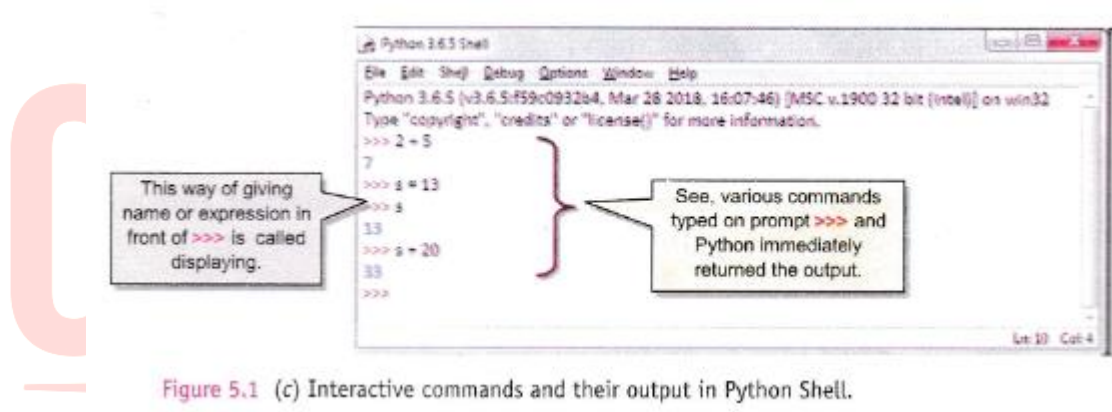 Python 3.6.5 Shell
File Edit Shell Debug Options Window Help
Python 3.6.5 (v3.6.5:f59c0932b4, Mar 28 2018, 16:07:46) [MSC v.1900 32 bit (Intel)] on win32
Type "copyright", "credits" or "license()" for more information.
>>> 2 + 5
7
>>> s = 13
>>> s
13
>>> s + 20
33
>>>
Ln: 10 Col: 4
This way of giving
name or expression in
front of >>> is called
displaying.
See, various commands
typed on prompt >>> and
Python immediately
returned the output.
Figure 5.1 (c) Interactive commands and their output in Python Shell.